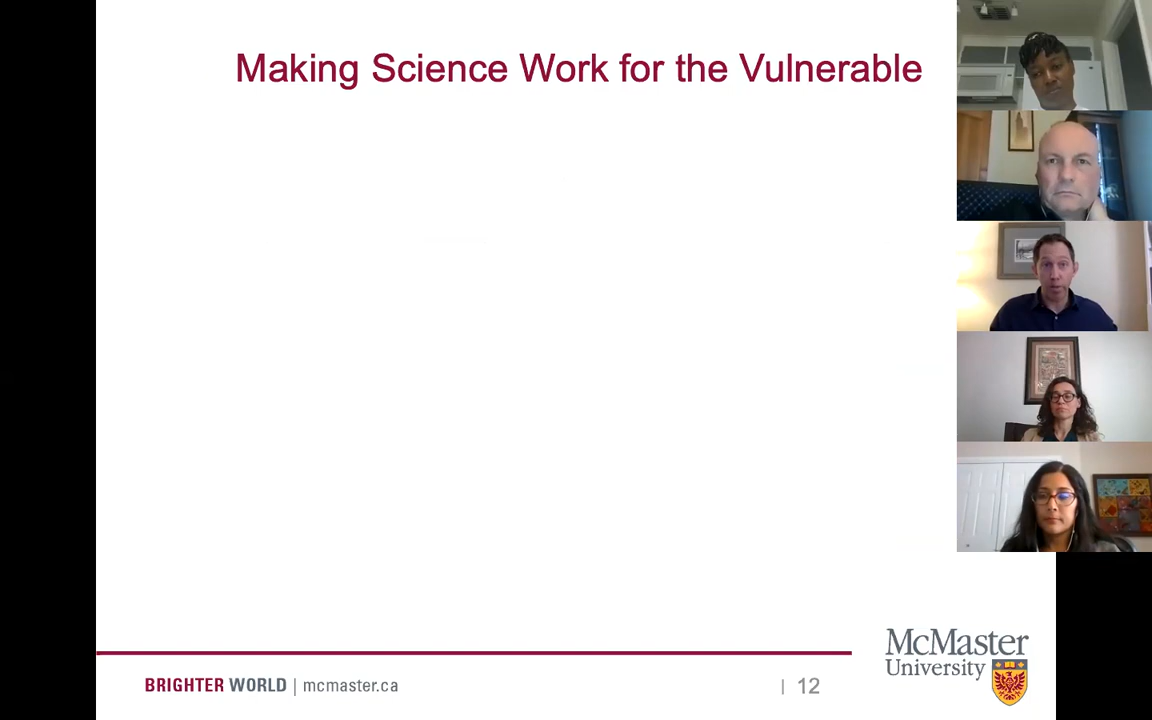 Making Science Work for the Vulnerable
BRIGHTER WORLD | mcmaster.ca
| 12
McMaster
University